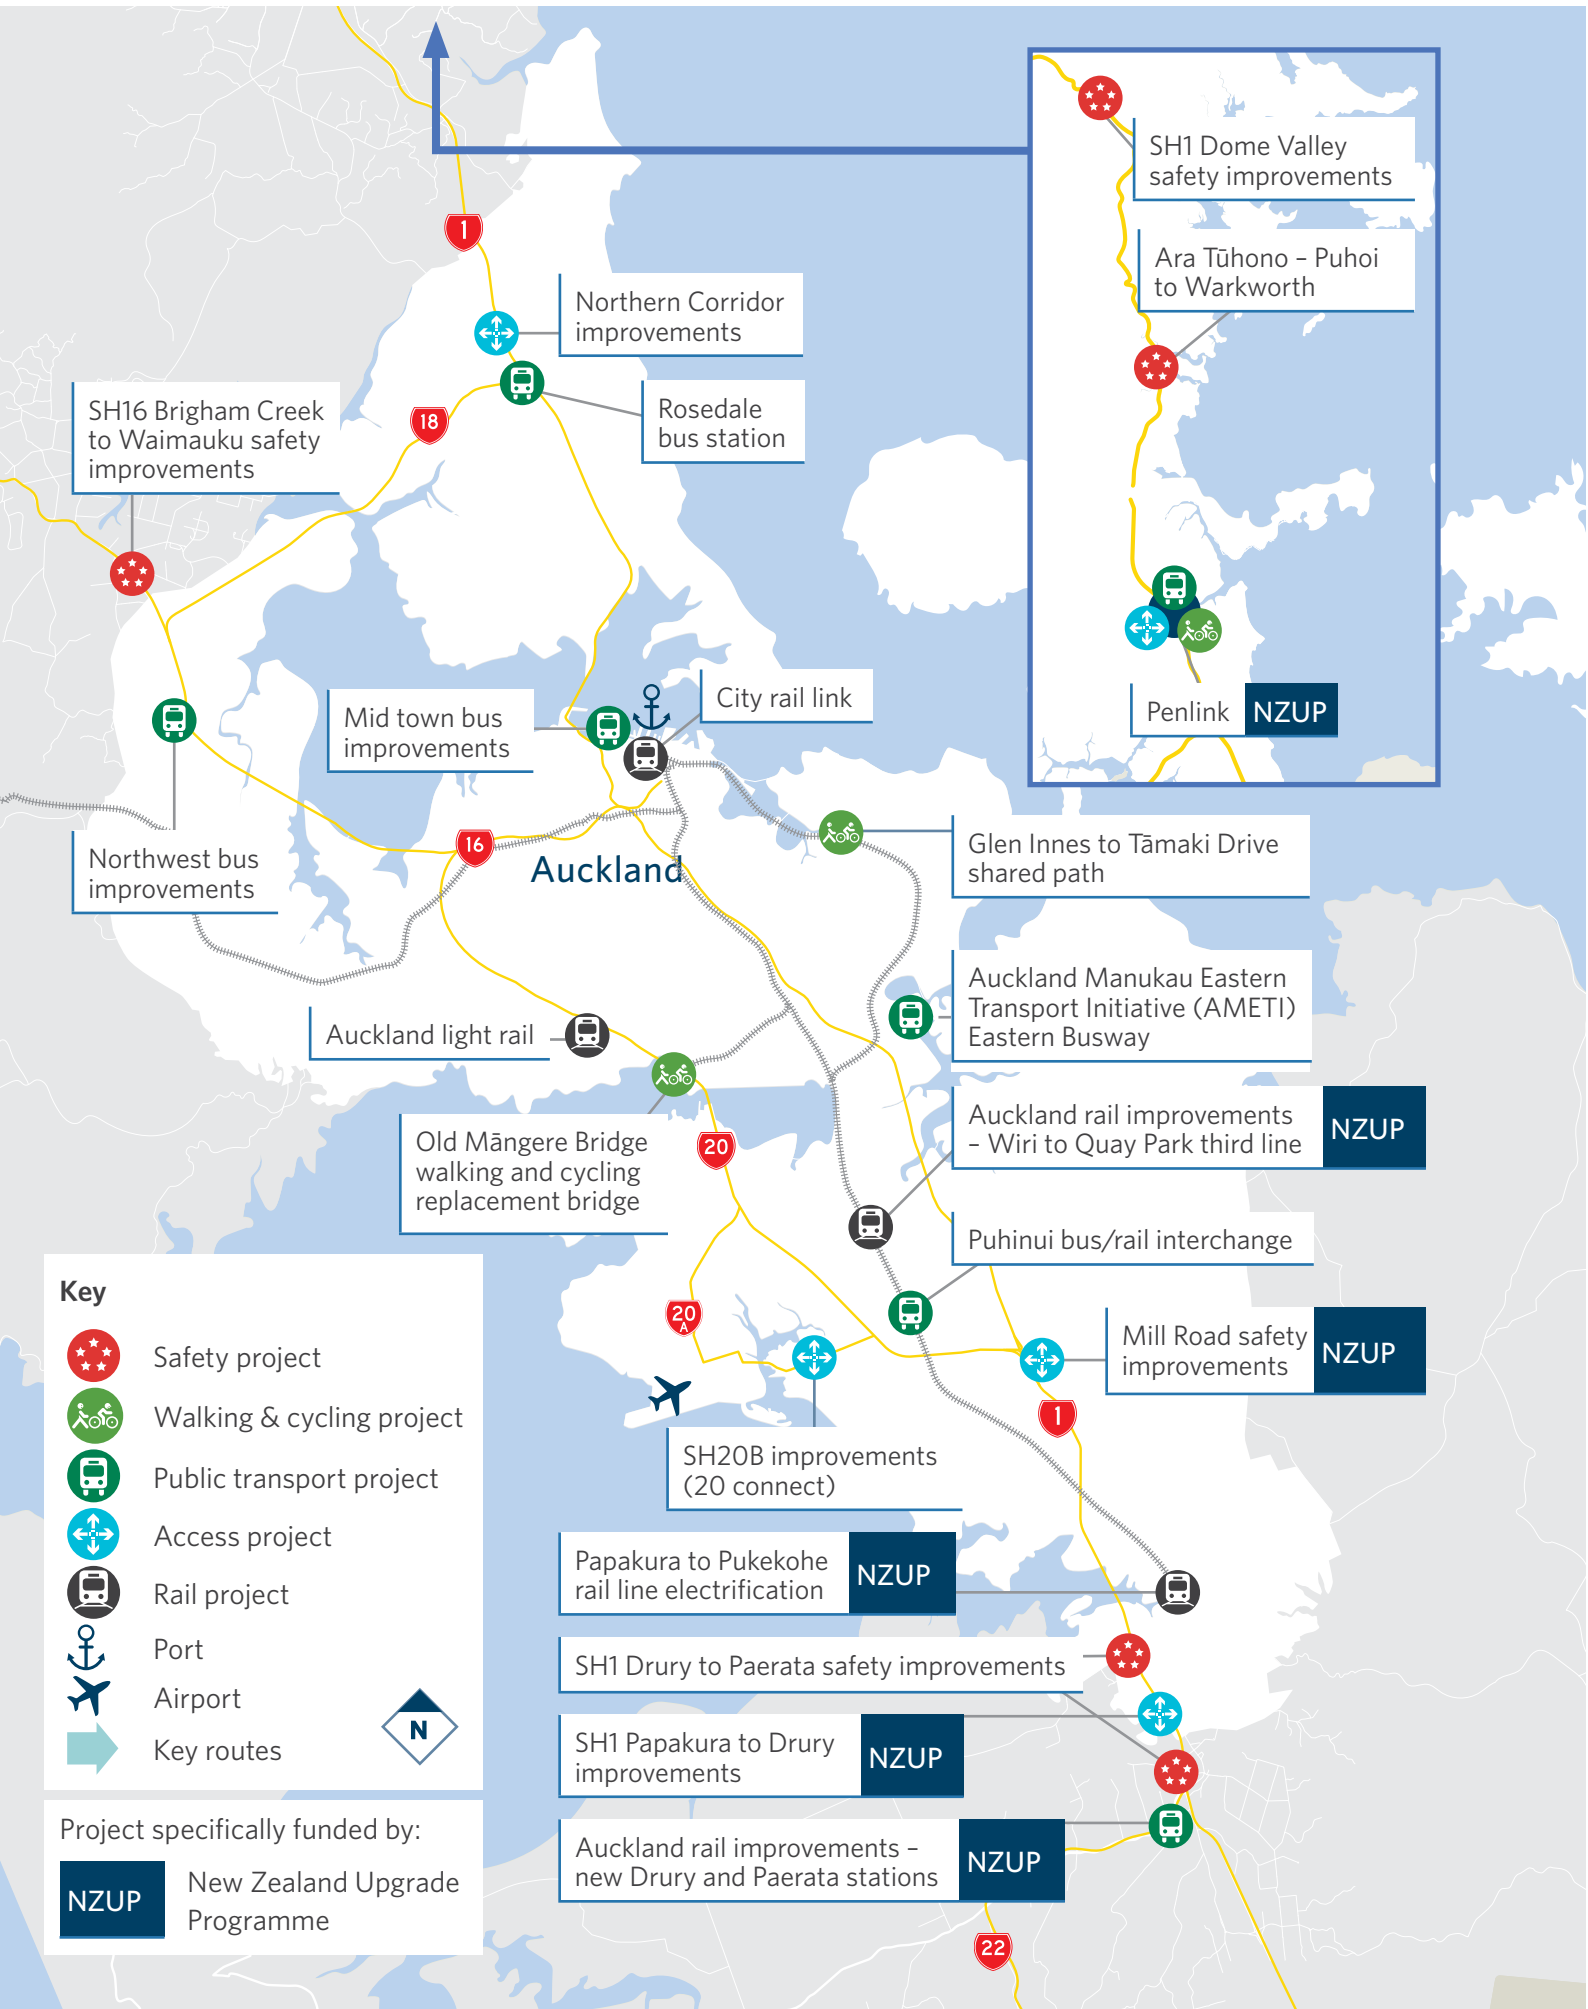 SH1 Dome Valley
safety improvements
Ara Tūhono – Puhoi
to Warkworth
1
Northern Corridor
improvements
Rosedale
bus station
SH16 Brigham Creek
to Waimauku safety
improvements
18
Penlink NZUP
City rail link
Mid town bus
improvements
Northwest bus
improvements
16
Auckland
Glen Innes to Tāmaki Drive
shared path
Auckland Manukau Eastern
Transport Initiative (AMETI)
Eastern Busway
Auckland light rail
Auckland rail improvements
– Wiri to Quay Park third line
NZUP
Old Māngere Bridge
walking and cycling
replacement bridge
20
Puhinui bus/rail interchange
20
A
Mill Road safety
improvements
NZUP
1
SH20B improvements
(20 connect)
Papakura to Pukekohe
rail line electrification
NZUP
SH1 Drury to Paerata safety improvements
SH1 Papakura to Drury
improvements
NZUP
Auckland rail improvements –
new Drury and Paerata stations
NZUP
22
Key
Safety project
Walking & cycling project
Public transport project
Access project
Rail project
Port
Airport
Key routes
N
Project specifically funded by:
NZUP
New Zealand Upgrade
Programme